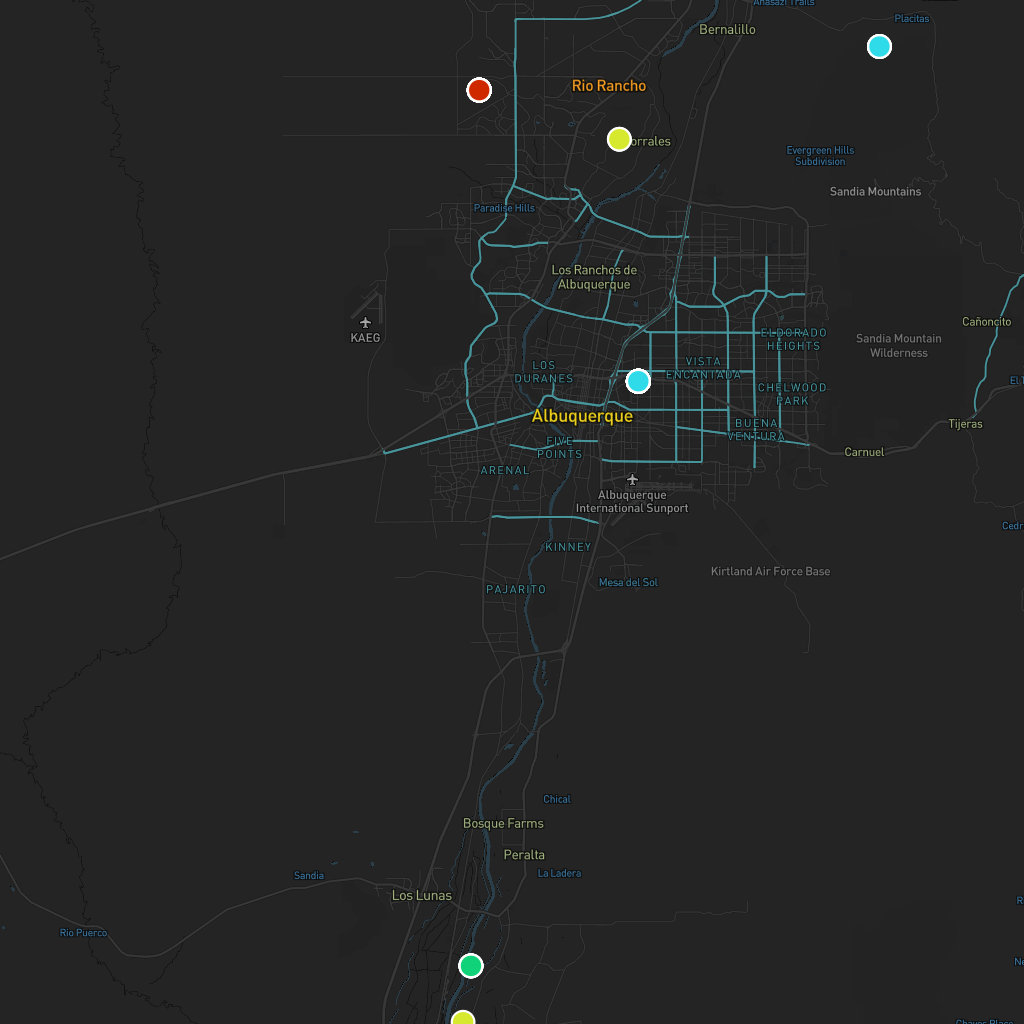 Anasazi Trails
Placitas
Bernalillo
Rio Rancho
orrales
Evergreen Hills
Subdivision
Sandia Mountains
Paradise Hills
Los Ranchos de
Albuquerque
Cañoncito
KAEG
ELDORADO
HEIGHTS
Sandia Mountain
Wilderness
VISTA
ENCANTADA
LOS
DURANES
El T
CHELWOOD
PARK
Albuquerque
BUENA
VENTURA
Tijeras
FIVE
POINTS
Carnuel
ARENAL
Albuquerque
International Sunport
Cedr
KINNEY
Kirtland Air Force Base
Mesa del Sol
PAJARITO
Chical
Bosque Farms
Peralta
La Ladera
Sandia
Los Lunas
Rio Puerco